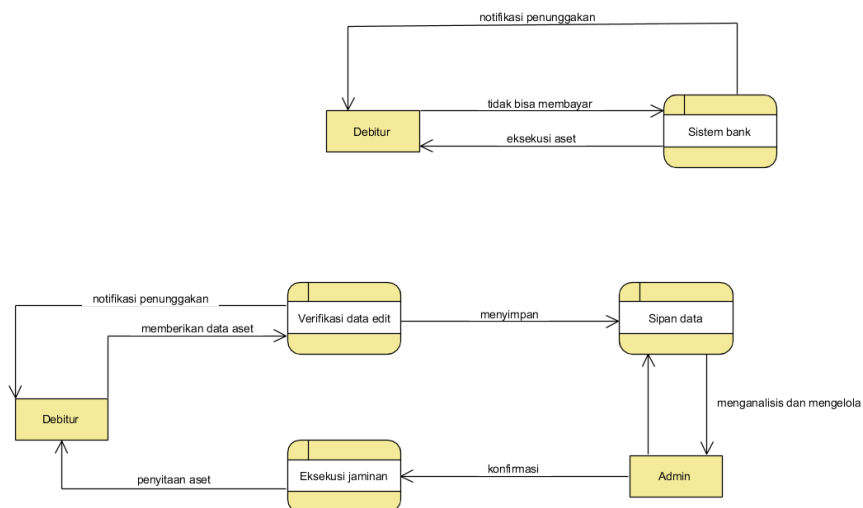 notifikasi penunggakan
tidak bisa membayar
Debitur
Sistem bank
eksekusi aset
notifikasi penunggakan
Verifikasi data edit
menyimpan
Sipan data
memberikan data aset
menganalisis dan mengelola
Debitur
konfirmasi
Eksekusi jaminan
Admin
penyitaan aset